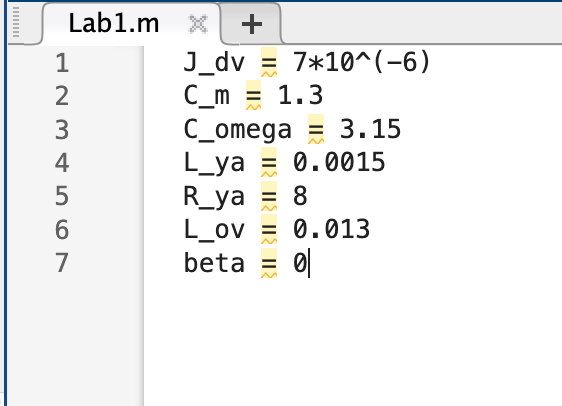 Lab1.m
1 J_dv = 7*10^(-6)
2 C_m = 1.3
3 C_omega = 3.15
4 L_ya = 0.0015
5 R_ya = 8
6 L_ov = 0.013
7 beta = 0